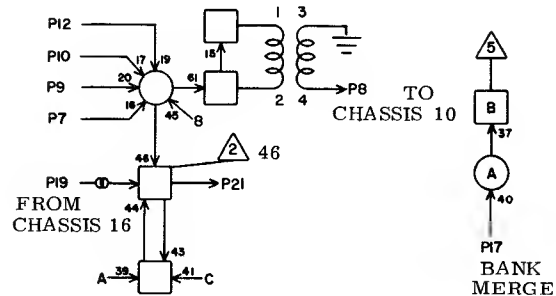 P12
1 3
P10
17
19
15
5
P9
20
61
2 4
P8
TO
CHASSIS 10
B
P7
16
45
8
37
46
2 46
A
P19
P21
40
FROM
CHASSIS 16
44
43
P17
BANK
MERGE
A 39
41 C